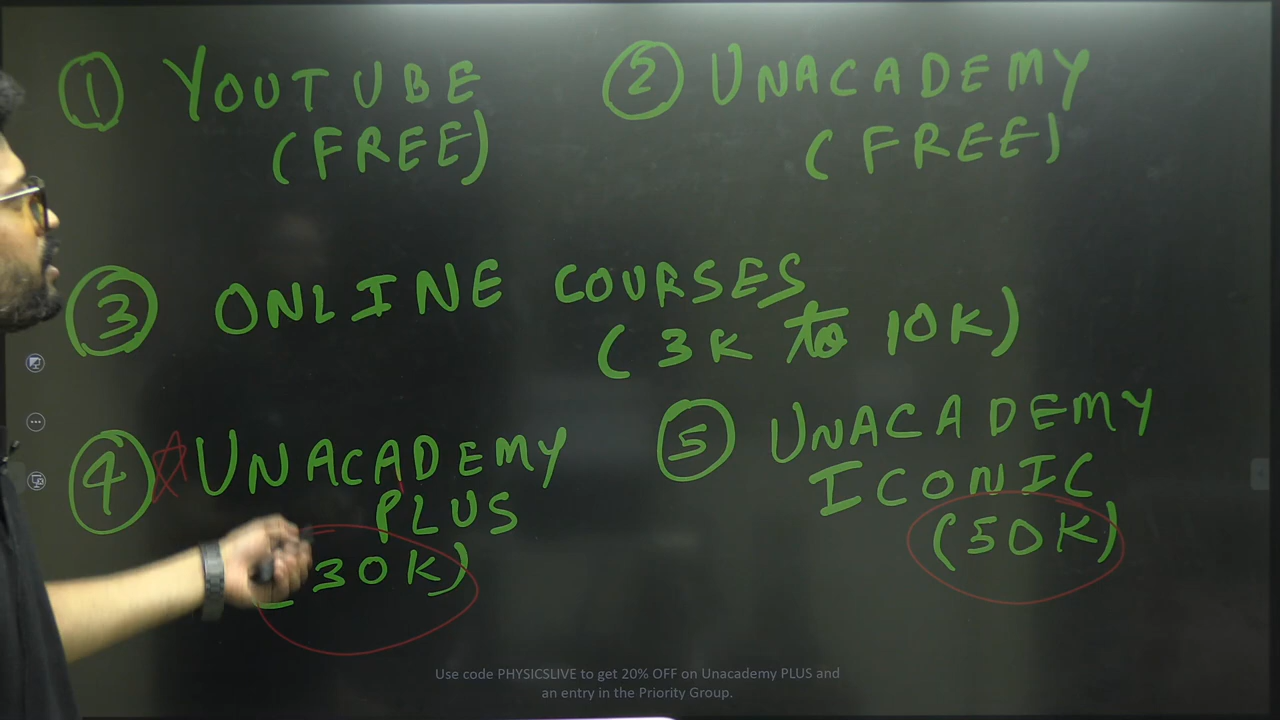 1 YOUTUBE
(FREE)
2 UNACADEMY
(FREE)
3 ONLINE COURSES
(3K to 10K)
4 UNACADEMY
PLUS
(30K)
5 UNACADEMY
ICONIC
(50K)
Use code PHYSICSLIVE to get 20% OFF on Unacademy PLUS and
an entry in the Priority Group.